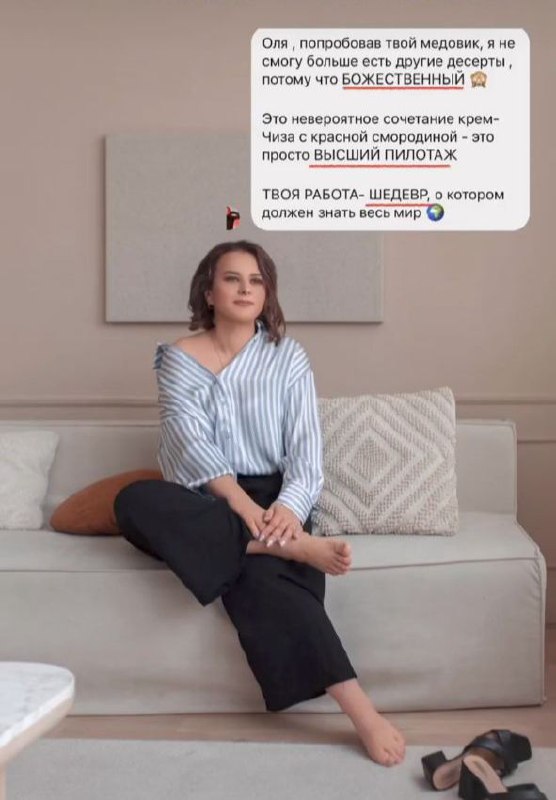 Оля , попробовав твой медовик, я не
смогу больше есть другие десерты ,
потому что БОЖЕСТВЕННЫЙ 🙈
Это невероятное сочетание крем-
Чиза с красной смородиной - это
просто ВЫСШИЙ ПИЛОТАЖ
ТВОЯ РАБОТА- ШЕДЕВР, о котором
должен знать весь мир 🌍